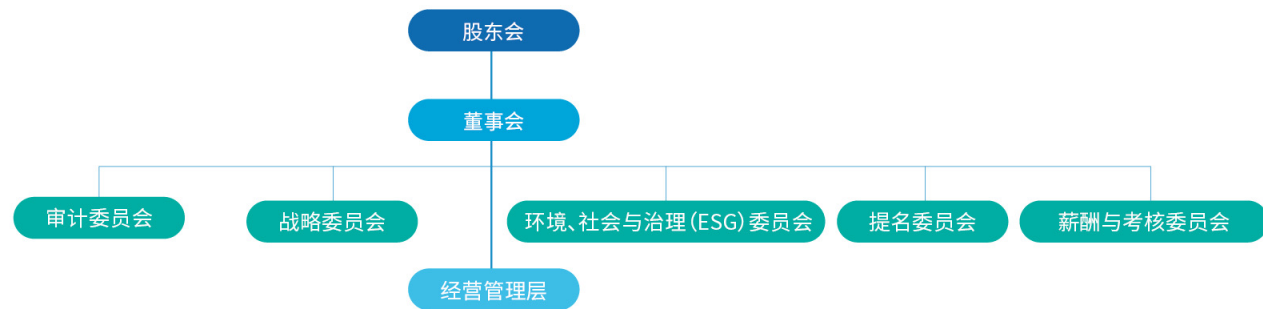 股东会
董事会
审计委员会
战略委员会
环境、社会与治理(ESG)委员会
提名委员会
薪酬与考核委员会
经营管理层